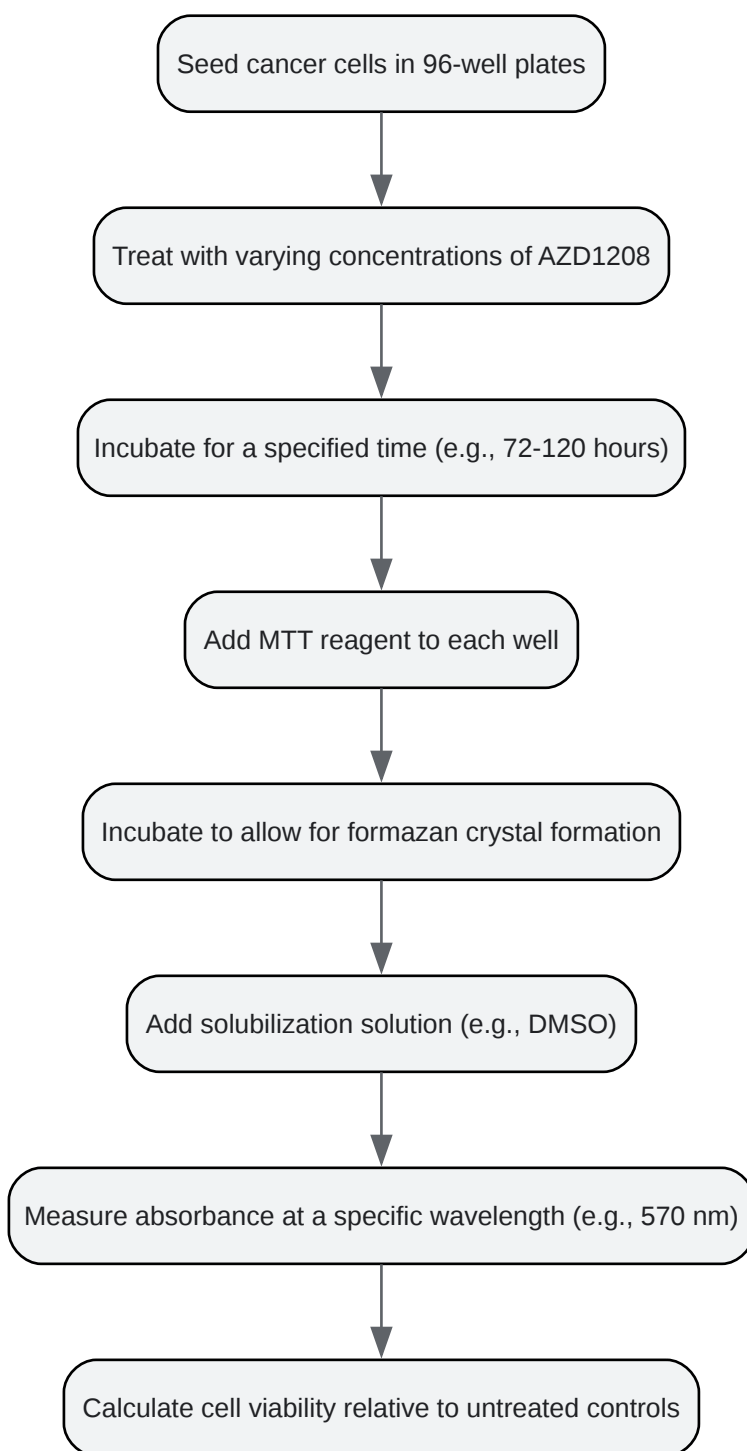 Seed cancer cells in 96-well plates
Treat with varying concentrations of AZD1208
Incubate for a specified time (e.g., 72-120 hours)
Add MTT reagent to each well
Incubate to allow for formazan crystal formation
Add solubilization solution (e.g., DMSO)
Measure absorbance at a specific wavelength (e.g., 570 nm)
Calculate cell viability relative to untreated controls